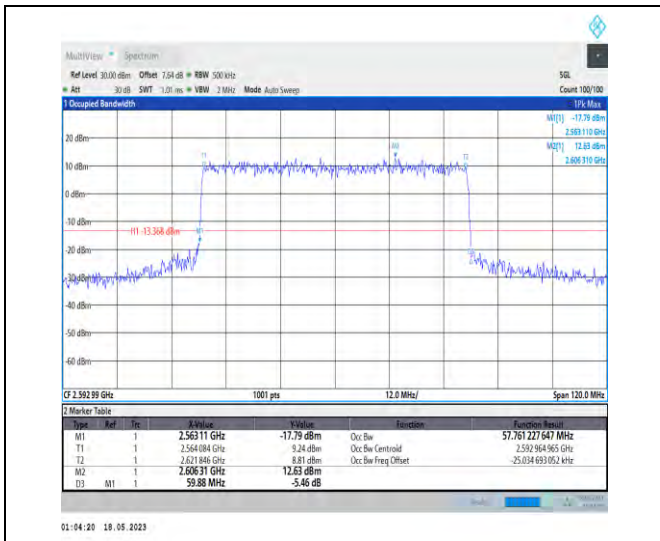 MultiView Spectrum
Ref Level 30.00 dBm Offset 7.64 dB RBW 500 kHz SGL
Att 30 dB SWT 1.01 ms VBW 2 MHz Mode Auto Sweep Count 100/100
1 Occupied Bandwidth 1Pk Max
M1[1] -17.79 dBm
2.563 110 GHz
20 dBm M2[1] 12.63 dBm
2.606 310 GHz
T1 M2 T2
10 dBm
0 dBm
-10 dBm
H1 -13.368 dBm M1
-20 dBm
-30 dBm
-40 dBm
-50 dBm
-60 dBm
CF 2.592 99 GHz 1001 pts 12.0 MHz/ Span 120.0 MHz
2 Marker Table
Type Ref Trc X-Value Y-Value Function Function Result
M1 1 2.563 11 GHz -17.79 dBm Occ Bw 57.761 227 647 MHz
T1 1 2.564 084 GHz 9.24 dBm Occ Bw Centroid 2.592 964 965 GHz
T2 1 2.621 846 GHz 8.81 dBm Occ Bw Freq Offset -25.034 693 052 kHz
M2 1 2.606 31 GHz 12.63 dBm
D3 M1 1 59.88 MHz -5.46 dB
01:04:20 18.05.2023